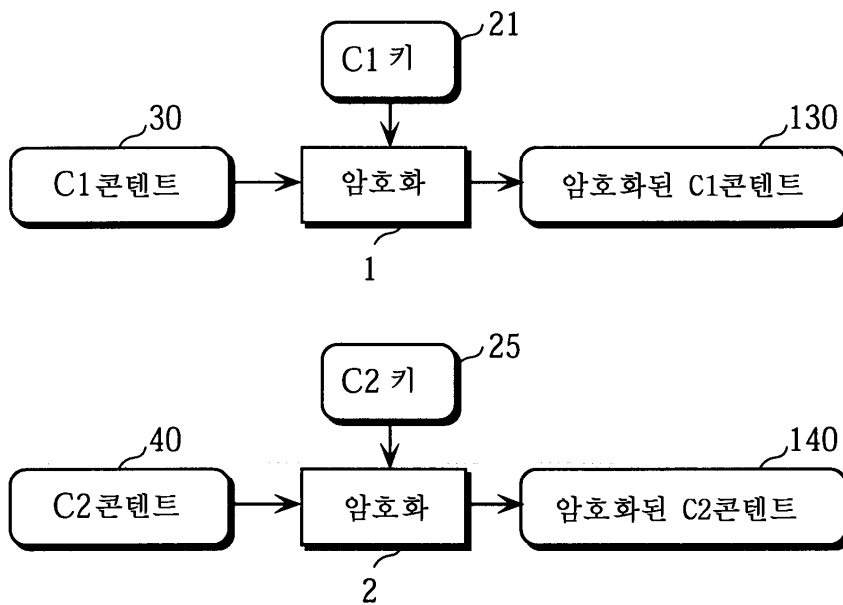 21
C1 키
30
130
C1콘텐트
암호화
암호화된 C1콘텐트
1
25
C2 키
40
140
C2콘텐트
암호화
암호화된 C2콘텐트
2